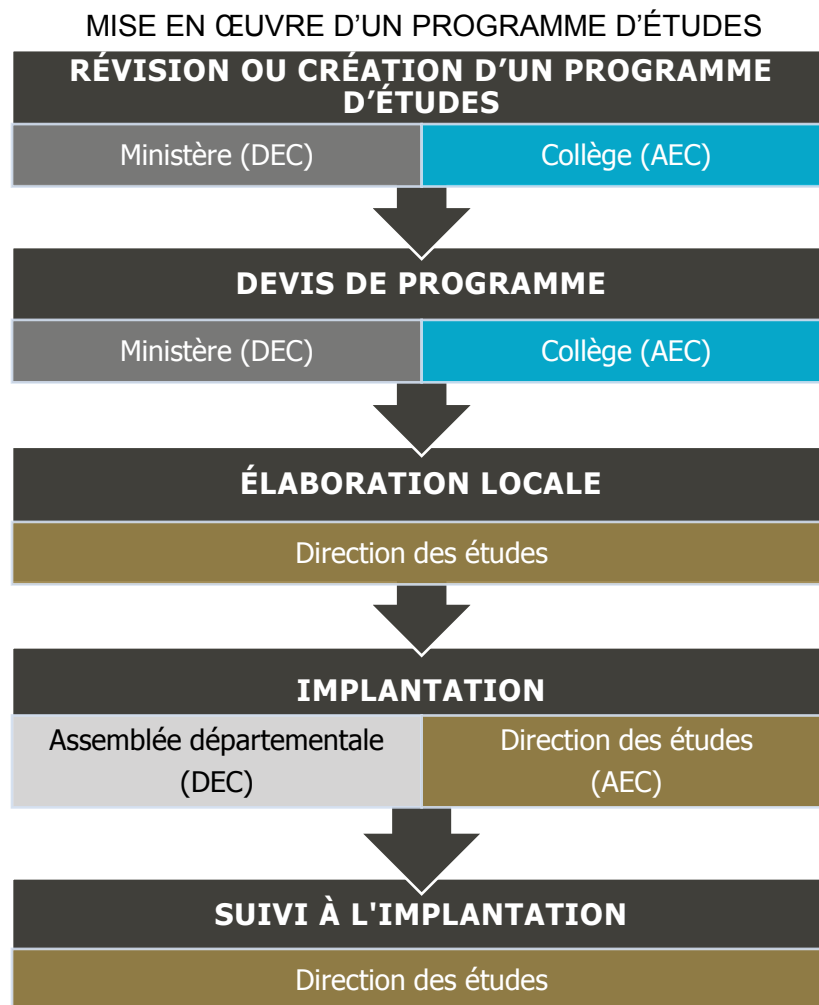 MISE EN ŒUVRE D’UN PROGRAMME D’ÉTUDES
RÉVISION OU CRÉATION D’UN PROGRAMME
D’ÉTUDES
Ministère (DEC)
Collège (AEC)
DEVIS DE PROGRAMME
Ministère (DEC)
Collège (AEC)
ÉLABORATION LOCALE
Direction des études
IMPLANTATION
Assemblée départementale
(DEC)
Direction des études
(AEC)
SUIVI À L'IMPLANTATION
Direction des études